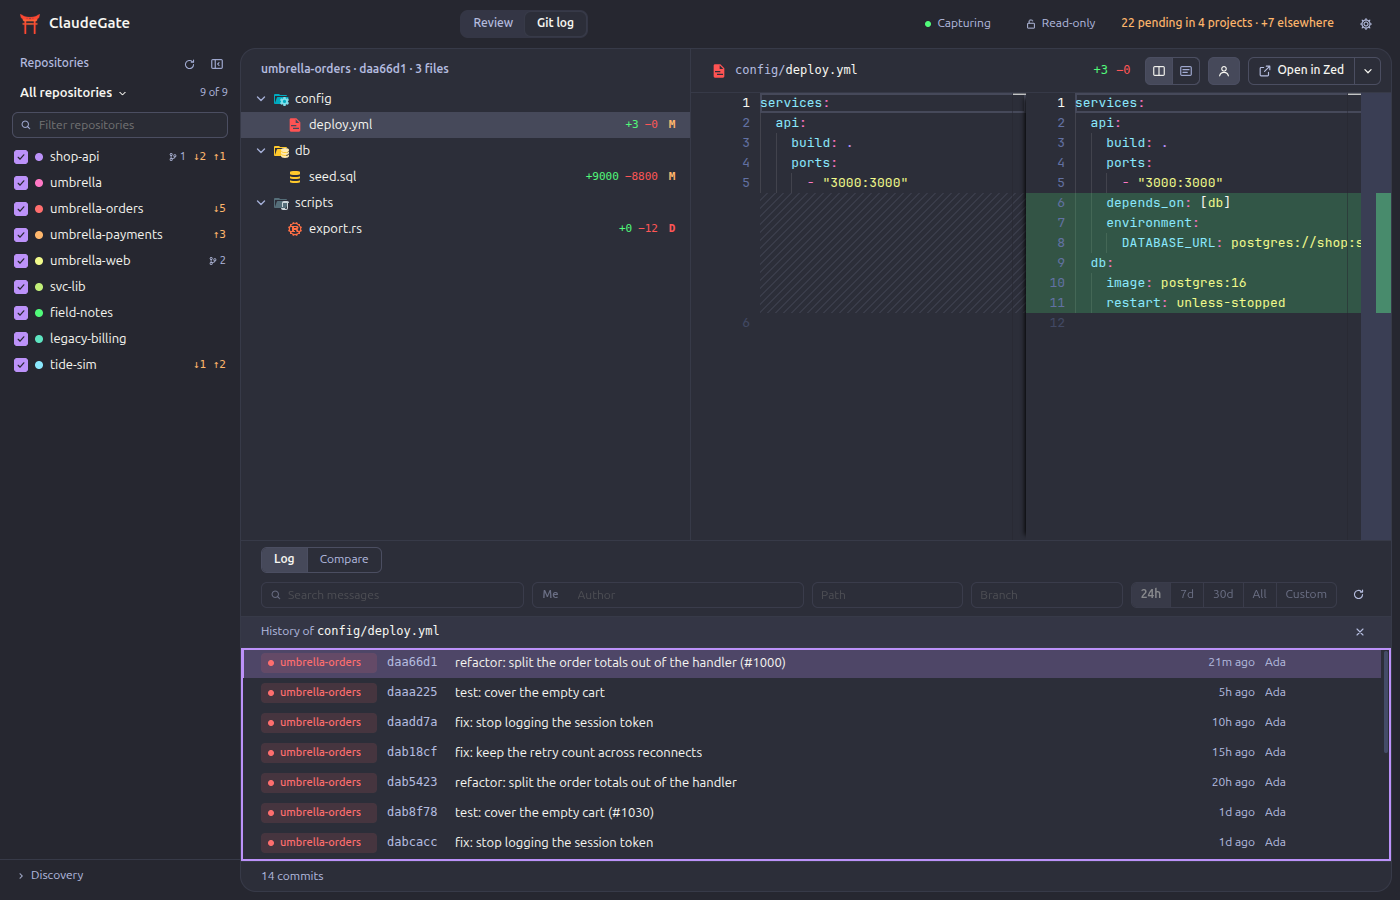 ClaudeGate
Review
Git log
Capturing
Read-only
22 pending in 4 projects · +7 elsewhere
Repositories
All repositories
9 of 9
Filter repositories
shop-api 1 ↓2 ↑1
umbrella
umbrella-orders ↓5
umbrella-payments ↑3
umbrella-web 2
svc-lib
field-notes
legacy-billing
tide-sim ↓1 ↑2
Discovery
umbrella-orders · daa66d1 · 3 files
config
deploy.yml +3 −0 M
db
seed.sql +9000 −8800 M
scripts
export.rs +0 −12 D
config/deploy.yml
+3 −0
Open in Zed
1 services:
2 api:
3 build: .
4 ports:
5 - "3000:3000"
6
1 services:
2 api:
3 build: .
4 ports:
5 - "3000:3000"
6 depends_on: [db]
7 environment:
8 DATABASE_URL: postgres://shop:s
9 db:
10 image: postgres:16
11 restart: unless-stopped
12
Log
Compare
Search messages
Me
Author
Path
Branch
24h
7d
30d
All
Custom
History of config/deploy.yml
umbrella-orders daa66d1 refactor: split the order totals out of the handler (#1000) 21m ago Ada
umbrella-orders daaa225 test: cover the empty cart 5h ago Ada
umbrella-orders daadd7a fix: stop logging the session token 10h ago Ada
umbrella-orders dab18cf fix: keep the retry count across reconnects 15h ago Ada
umbrella-orders dab5423 refactor: split the order totals out of the handler 20h ago Ada
umbrella-orders dab8f78 test: cover the empty cart (#1030) 1d ago Ada
umbrella-orders dabcacc fix: stop logging the session token 1d ago Ada
14 commits